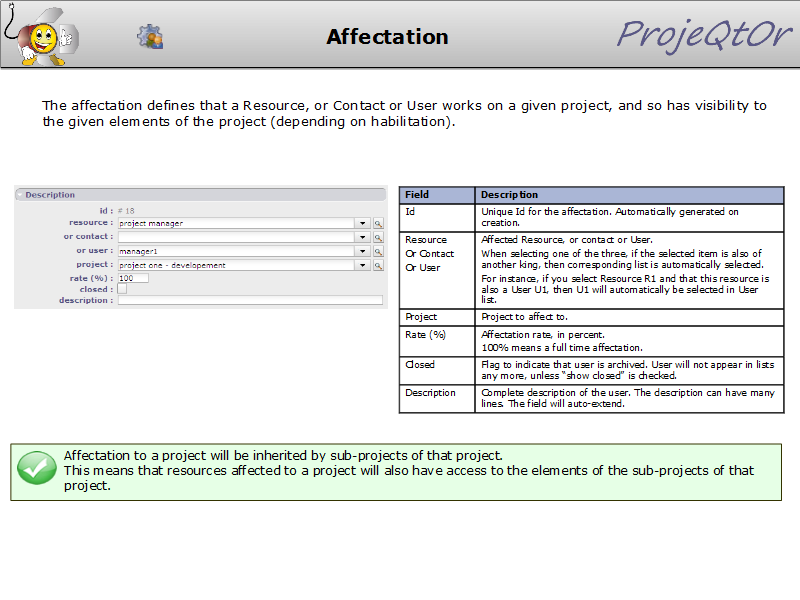 Affectation
ProjeQtOr
The affectation defines that a Resource, or Contact or User works on a given project, and so has visibility to
the given elements of the project (depending on habilitation).
Description
id : # 18
resource : project manager
or contact :
or user : manager1
project : project one - developement
rate (%) : 100
closed :
description :
Field Description
Id Unique Id for the affectation. Automatically generated on
creation.
Resource Affected Resource, or contact or User.
Or Contact When selecting one of the three, if the selected item is also of
another king, then corresponding list is automatically selected.
Or User For instance, if you select Resource R1 and that this resource is
also a User U1, then U1 will automatically be selected in User
list.
Project Project to affect to.
Rate (%) Affectation rate, in percent.
100% means a full time affectation.
Closed Flag to indicate that user is archived. User will not appear in lists
any more, unless “show closed” is checked.
Description Complete description of the user. The description can have many
lines. The field will auto-extend.
Affectation to a project will be inherited by sub-projects of that project.
This means that resources affected to a project will also have access to the elements of the sub-projects of that
project.